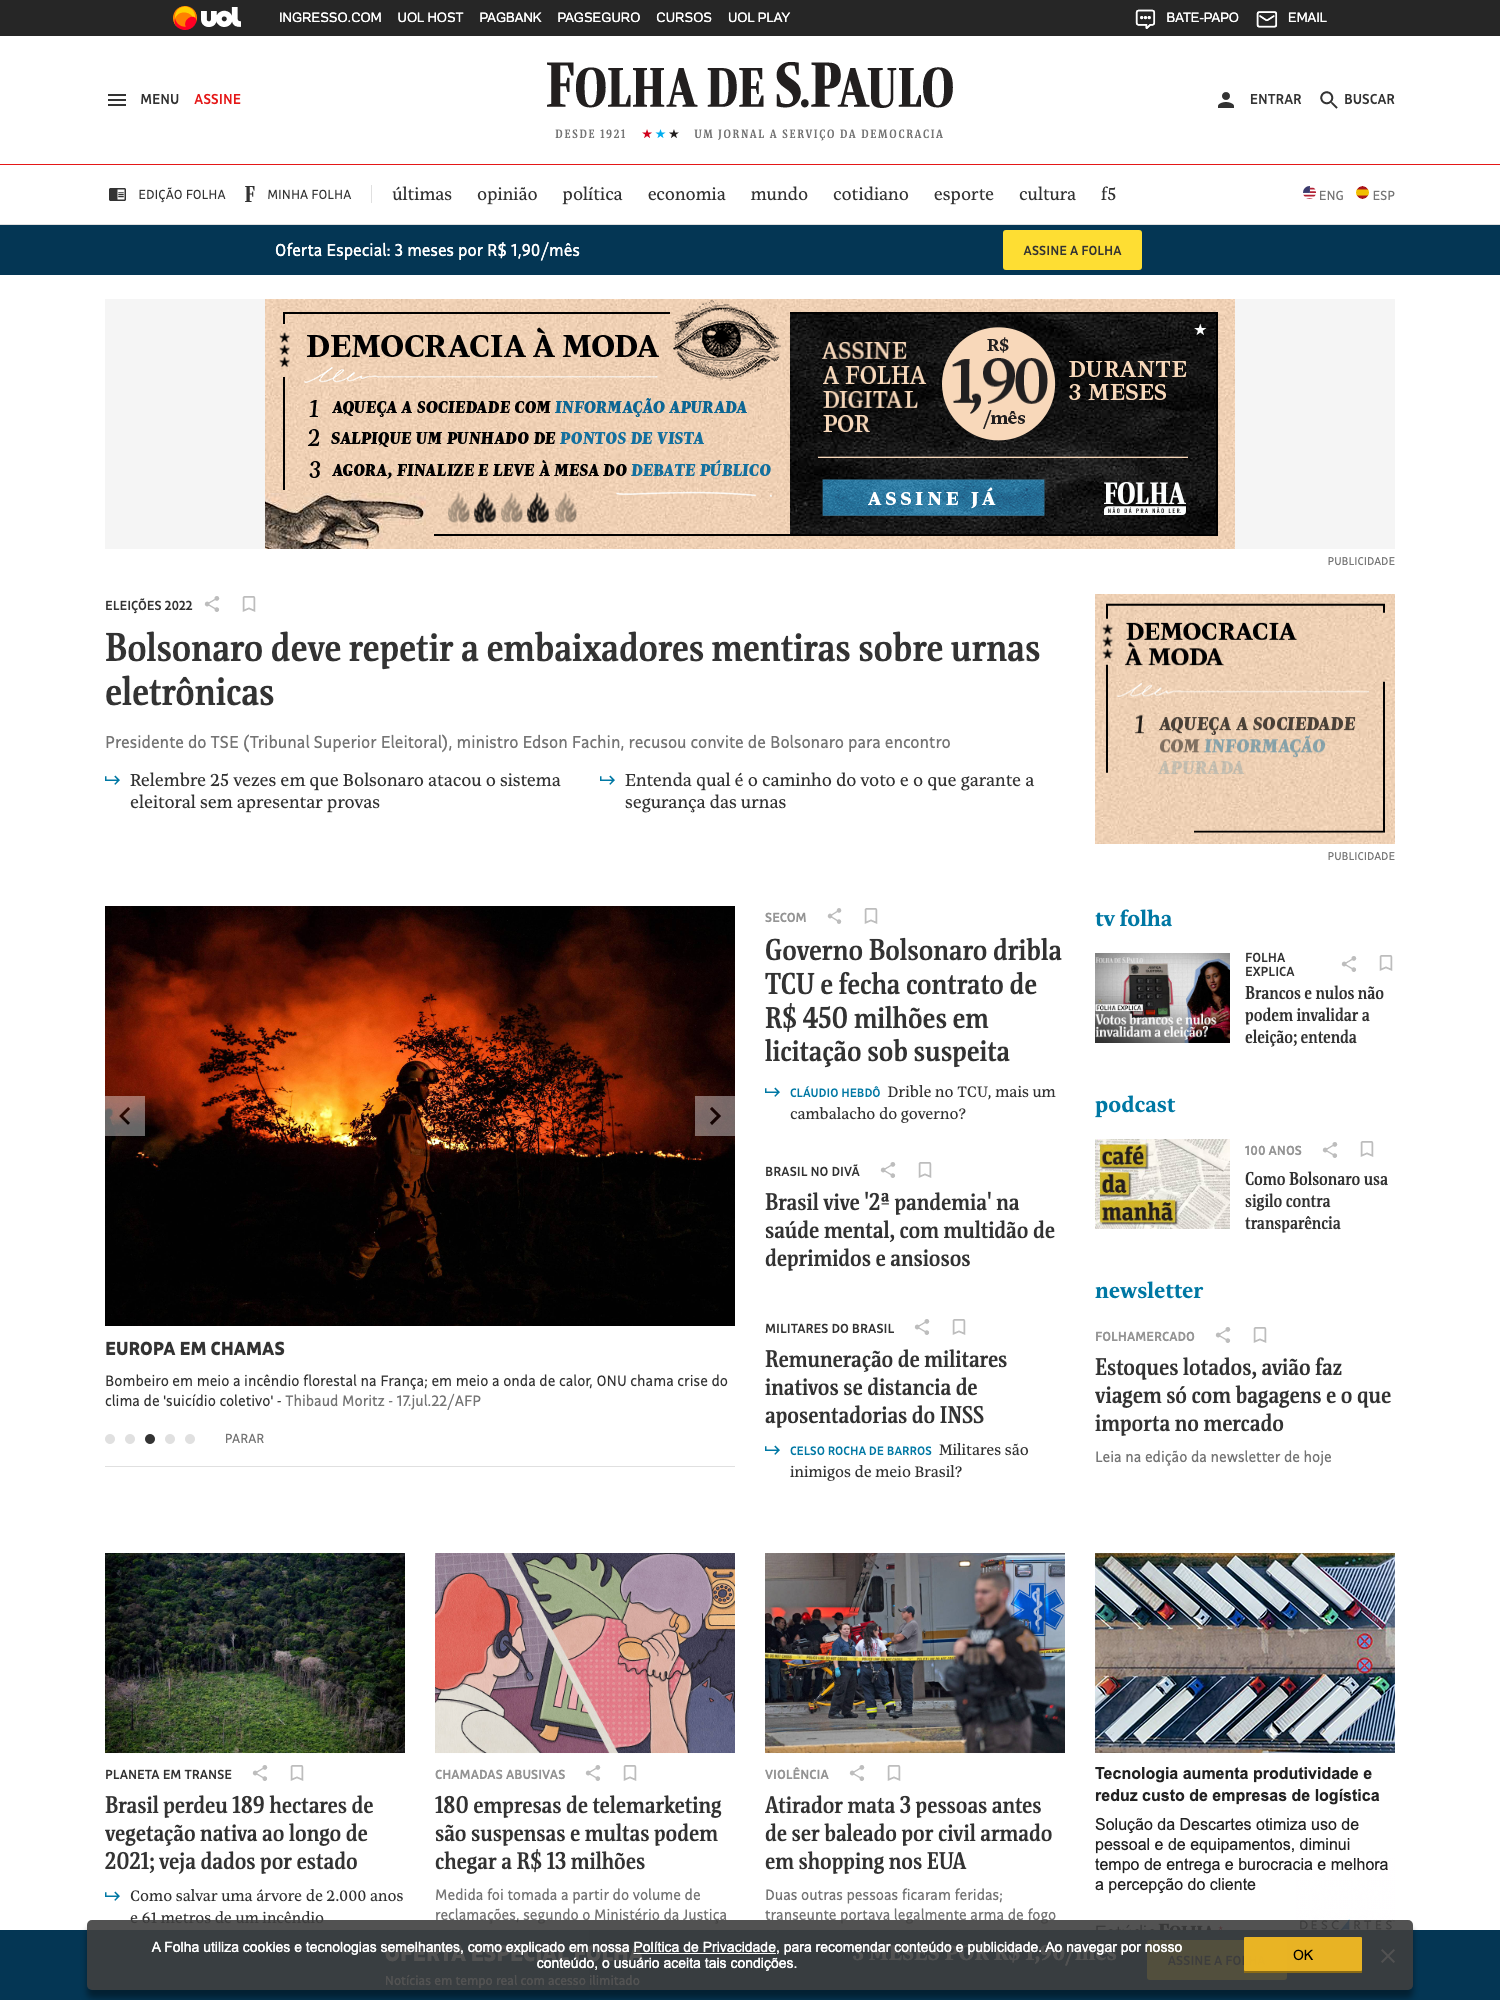 uol
INGRESSO.COM UOL HOST PAGBANK PAGSEGURO CURSOS UOL PLAY
BATE-PAPO EMAIL
MENU ASSINE
FOLHA DE S.PAULO
DESDE 1921 ★★★ UM JORNAL A SERVIÇO DA DEMOCRACIA
ENTRAR BUSCAR
EDIÇÃO FOLHA F MINHA FOLHA últimas opinião política economia mundo cotidiano esporte cultura f5
ENG ESP
Oferta Especial: 3 meses por R$ 1,90/mês
ASSINE A FOLHA
DEMOCRACIA À MODA
1 AQUEÇA A SOCIEDADE COM INFORMAÇÃO APURADA
2 SALPIQUE UM PUNHADO DE PONTOS DE VISTA
3 AGORA, FINALIZE E LEVE À MESA DO DEBATE PÚBLICO
ASSINE
A FOLHA
DIGITAL
POR
R$
1,90
/mês
DURANTE
3 MESES
ASSINE JÁ
FOLHA
NÃO DÁ PRA NÃO LER.
PUBLICIDADE
ELEIÇÕES 2022
Bolsonaro deve repetir a embaixadores mentiras sobre urnas
eletrônicas
Presidente do TSE (Tribunal Superior Eleitoral), ministro Edson Fachin, recusou convite de Bolsonaro para encontro
Relembre 25 vezes em que Bolsonaro atacou o sistema
eleitoral sem apresentar provas
Entenda qual é o caminho do voto e o que garante a
segurança das urnas
DEMOCRACIA
À MODA
1 AQUEÇA A SOCIEDADE
COM INFORMAÇÃO
APURADA
PUBLICIDADE
EUROPA EM CHAMAS
Bombeiro em meio a incêndio florestal na França; em meio a onda de calor, ONU chama crise do
clima de 'suicídio coletivo' - Thibaud Moritz - 17.jul.22/AFP
PARAR
SECOM
Governo Bolsonaro dribla
TCU e fecha contrato de
R$ 450 milhões em
licitação sob suspeita
CLÁUDIO HEBDÔ Drible no TCU, mais um
cambalacho do governo?
BRASIL NO DIVÃ
Brasil vive '2ª pandemia' na
saúde mental, com multidão de
deprimidos e ansiosos
MILITARES DO BRASIL
Remuneração de militares
inativos se distancia de
aposentadorias do INSS
CELSO ROCHA DE BARROS Militares são
inimigos de meio Brasil?
tv folha
FOLHA DE S.PAULO
FOLHA EXPLICA
Votos brancos e nulos
invalidam a eleição?
FOLHA
EXPLICA
Brancos e nulos não
podem invalidar a
eleição; entenda
podcast
café
da
manhã
100 ANOS
Como Bolsonaro usa
sigilo contra
transparência
newsletter
FOLHAMERCADO
Estoques lotados, avião faz
viagem só com bagagens e o que
importa no mercado
Leia na edição da newsletter de hoje
PLANETA EM TRANSE
Brasil perdeu 189 hectares de
vegetação nativa ao longo de
2021; veja dados por estado
Como salvar uma árvore de 2.000 anos
e 61 metros de um incêndio
CHAMADAS ABUSIVAS
180 empresas de telemarketing
são suspensas e multas podem
chegar a R$ 13 milhões
Medida foi tomada a partir do volume de
reclamações, segundo o Ministério da Justiça
VIOLÊNCIA
Atirador mata 3 pessoas antes
de ser baleado por civil armado
em shopping nos EUA
Duas outras pessoas ficaram feridas;
transeunte portava legalmente arma de fogo
Tecnologia aumenta produtividade e
reduz custo de empresas de logística
Solução da Descartes otimiza uso de
pessoal e de equipamentos, diminui
tempo de entrega e burocracia e melhora
a percepção do cliente
DESCARTES
A Folha utiliza cookies e tecnologias semelhantes, como explicado em nossa Política de Privacidade, para recomendar conteúdo e publicidade. Ao navegar por nosso
conteúdo, o usuário aceita tais condições.
OK
Notícias em tempo real com acesso ilimitado